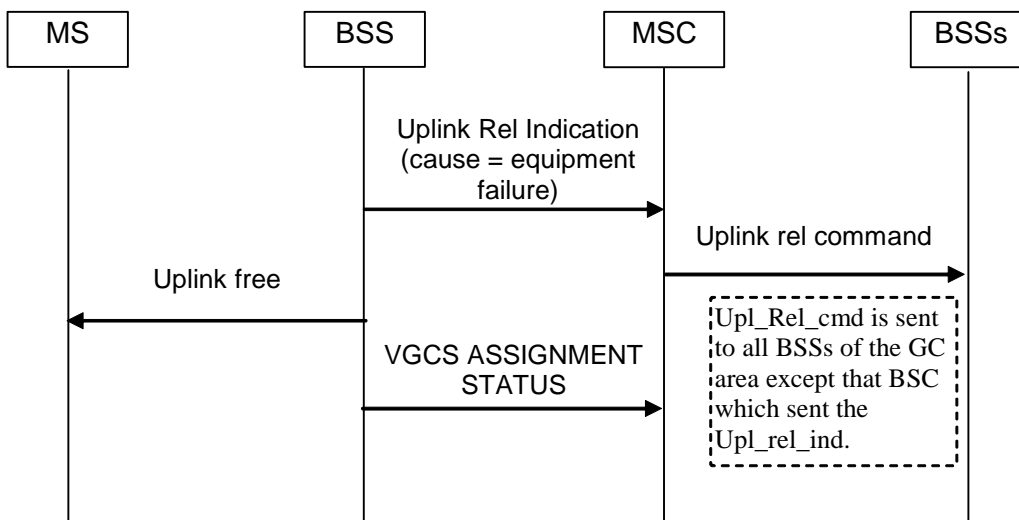 MS
BSS
MSC
BSSs
Uplink Rel Indication
(cause = equipment
failure)
Uplink rel command
Uplink free
Upl_Rel_cmd is sent
to all BSSs of the GC
area except that BSC
which sent the
Upl_rel_ind.
VGCS ASSIGNMENT
STATUS